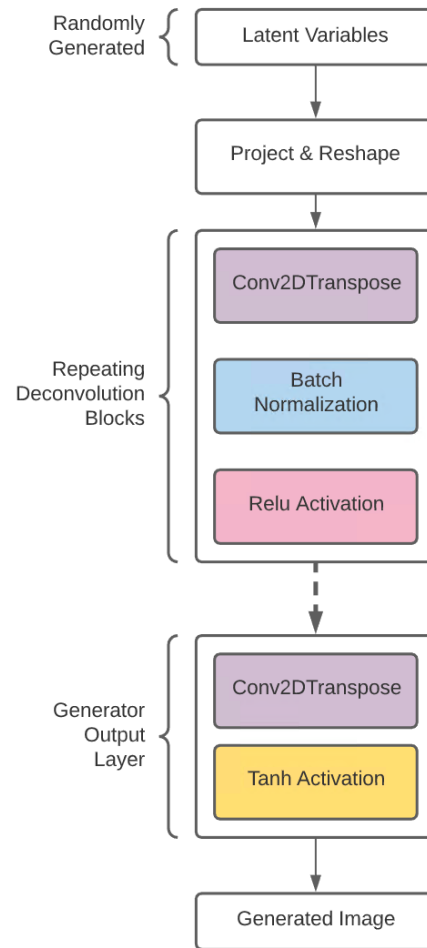 Randomly
Generated
Latent Variables
Project & Reshape
Repeating
Deconvolution
Blocks
Conv2DTranspose
Batch
Normalization
Relu Activation
Generator
Output
Layer
Conv2DTranspose
Tanh Activation
Generated Image